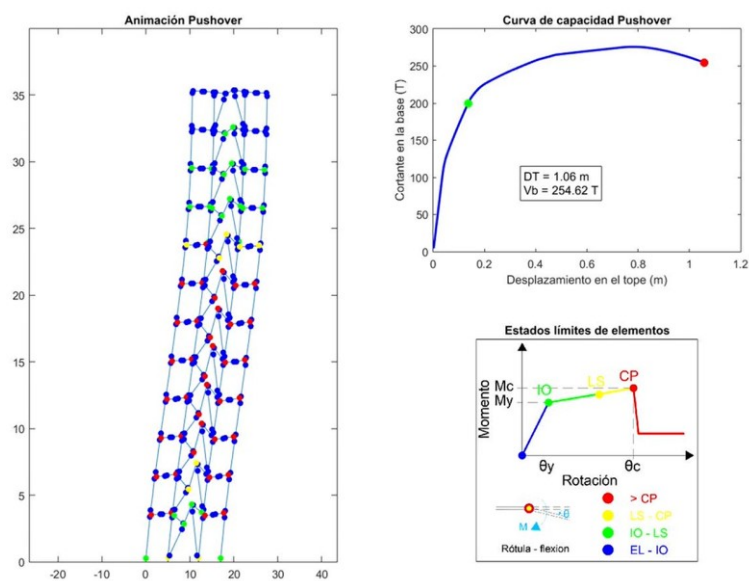 Animación Pushover
35
30
25
20
15
10
5
0
-20
-10
0
10
20
30
40
Curva de capacidad Pushover
Cortante en la base (T)
300
250
200
150
100
50
0
DT = 1.06 m
Vb = 254.62 T
0
0.2
0.4
0.6
0.8
1
1.2
Desplazamiento en el tope (m)
Estados límites de elementos
Momento
Mc
My
IO
LS
CP
θy
θc
Rotación
M
θ
Rótula - flexion
> CP
LS - CP
IO - LS
EL - IO